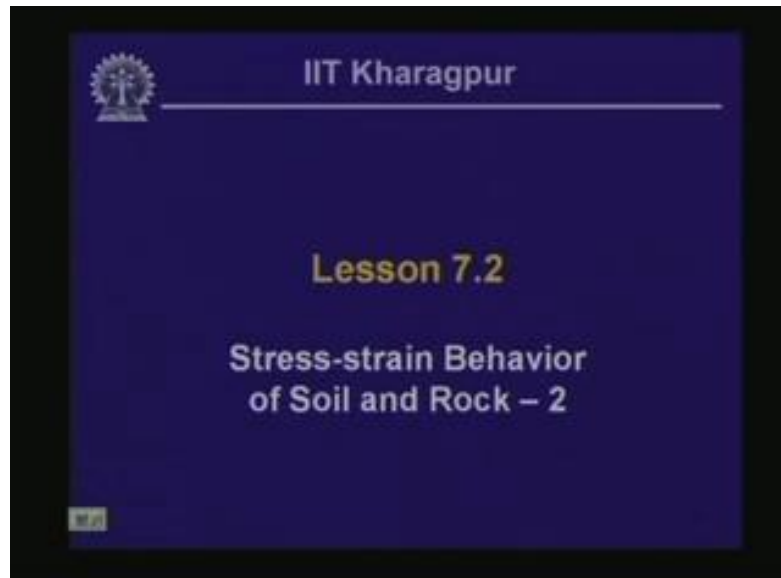 IIT Kharagpur
Lesson 7.2
Stress-strain Behavior
of Soil and Rock – 2